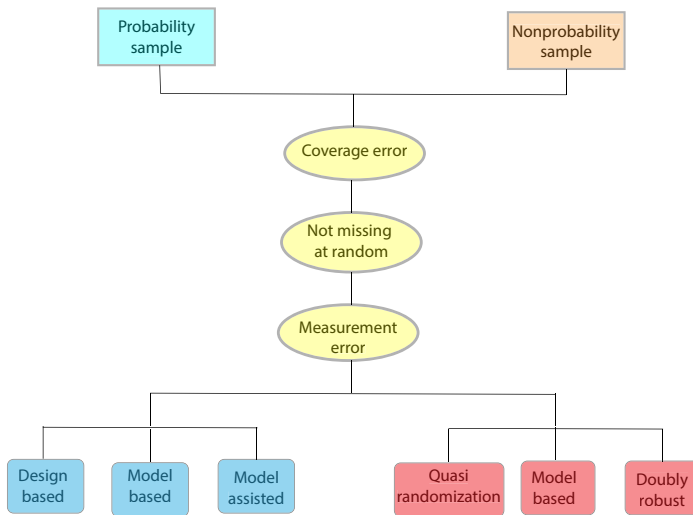 Probability
sample
Nonprobability
sample
Coverage error
Not missing
at random
Measurement
error
Design
based
Model
based
Model
assisted
Quasi
randomization
Model
based
Doubly
robust